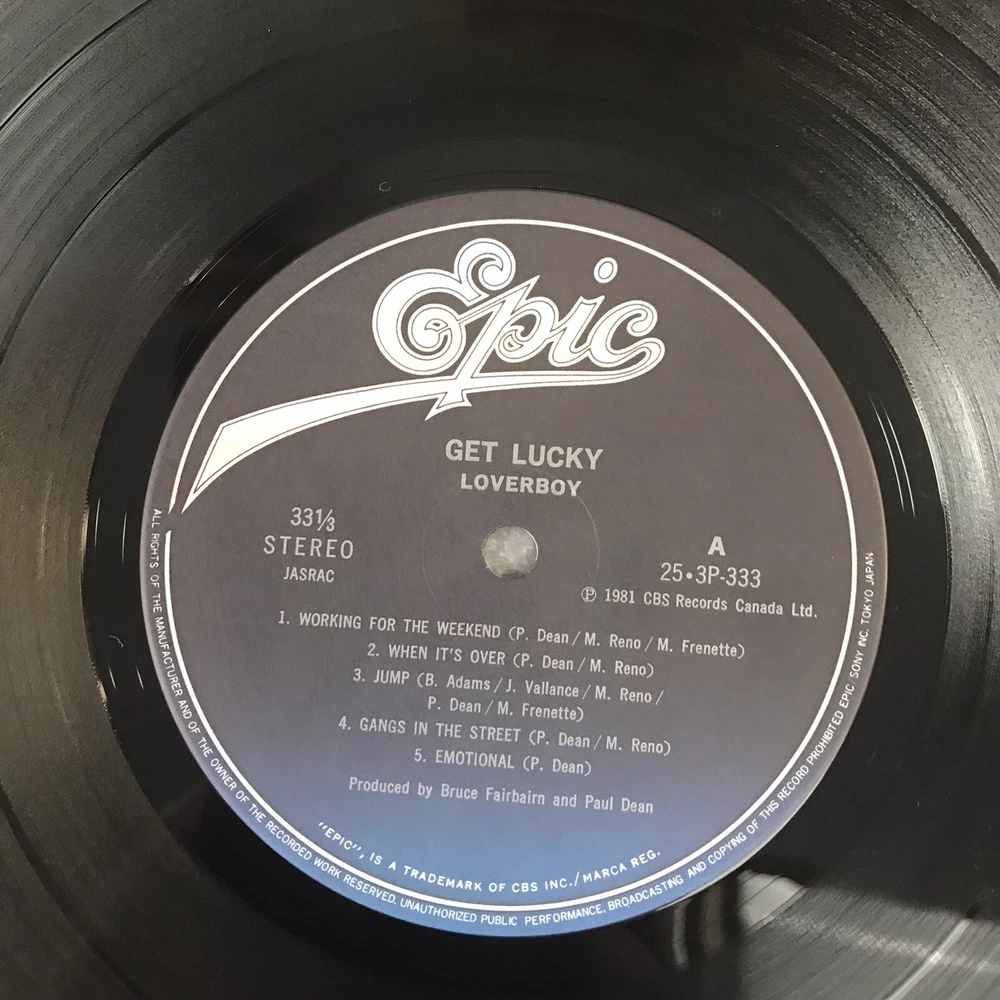 Epic
GET LUCKY
LOVERBOY
33⅓
STEREO
JASRAC
A
25•3P-333
Ⓟ 1981 CBS Records Canada Ltd.
1. WORKING FOR THE WEEKEND (P. Dean / M. Reno / M. Frenette)
2. WHEN IT'S OVER (P. Dean / M. Reno)
3. JUMP (B. Adams / J. Vallance / M. Reno /
P. Dean / M. Frenette)
4. GANGS IN THE STREET (P. Dean / M. Reno)
5. EMOTIONAL (P. Dean)
Produced by Bruce Fairbairn and Paul Dean
"EPIC", IS A TRADEMARK OF CBS INC./MARCA REG.
ALL RIGHTS OF THE MANUFACTURER AND OF THE OWNER OF THE RECORDED WORK RESERVED. UNAUTHORIZED PUBLIC PERFORMANCE, BROADCASTING AND COPYING OF THIS RECORD PROHIBITED EPIC SONY INC. TOKYO JAPAN